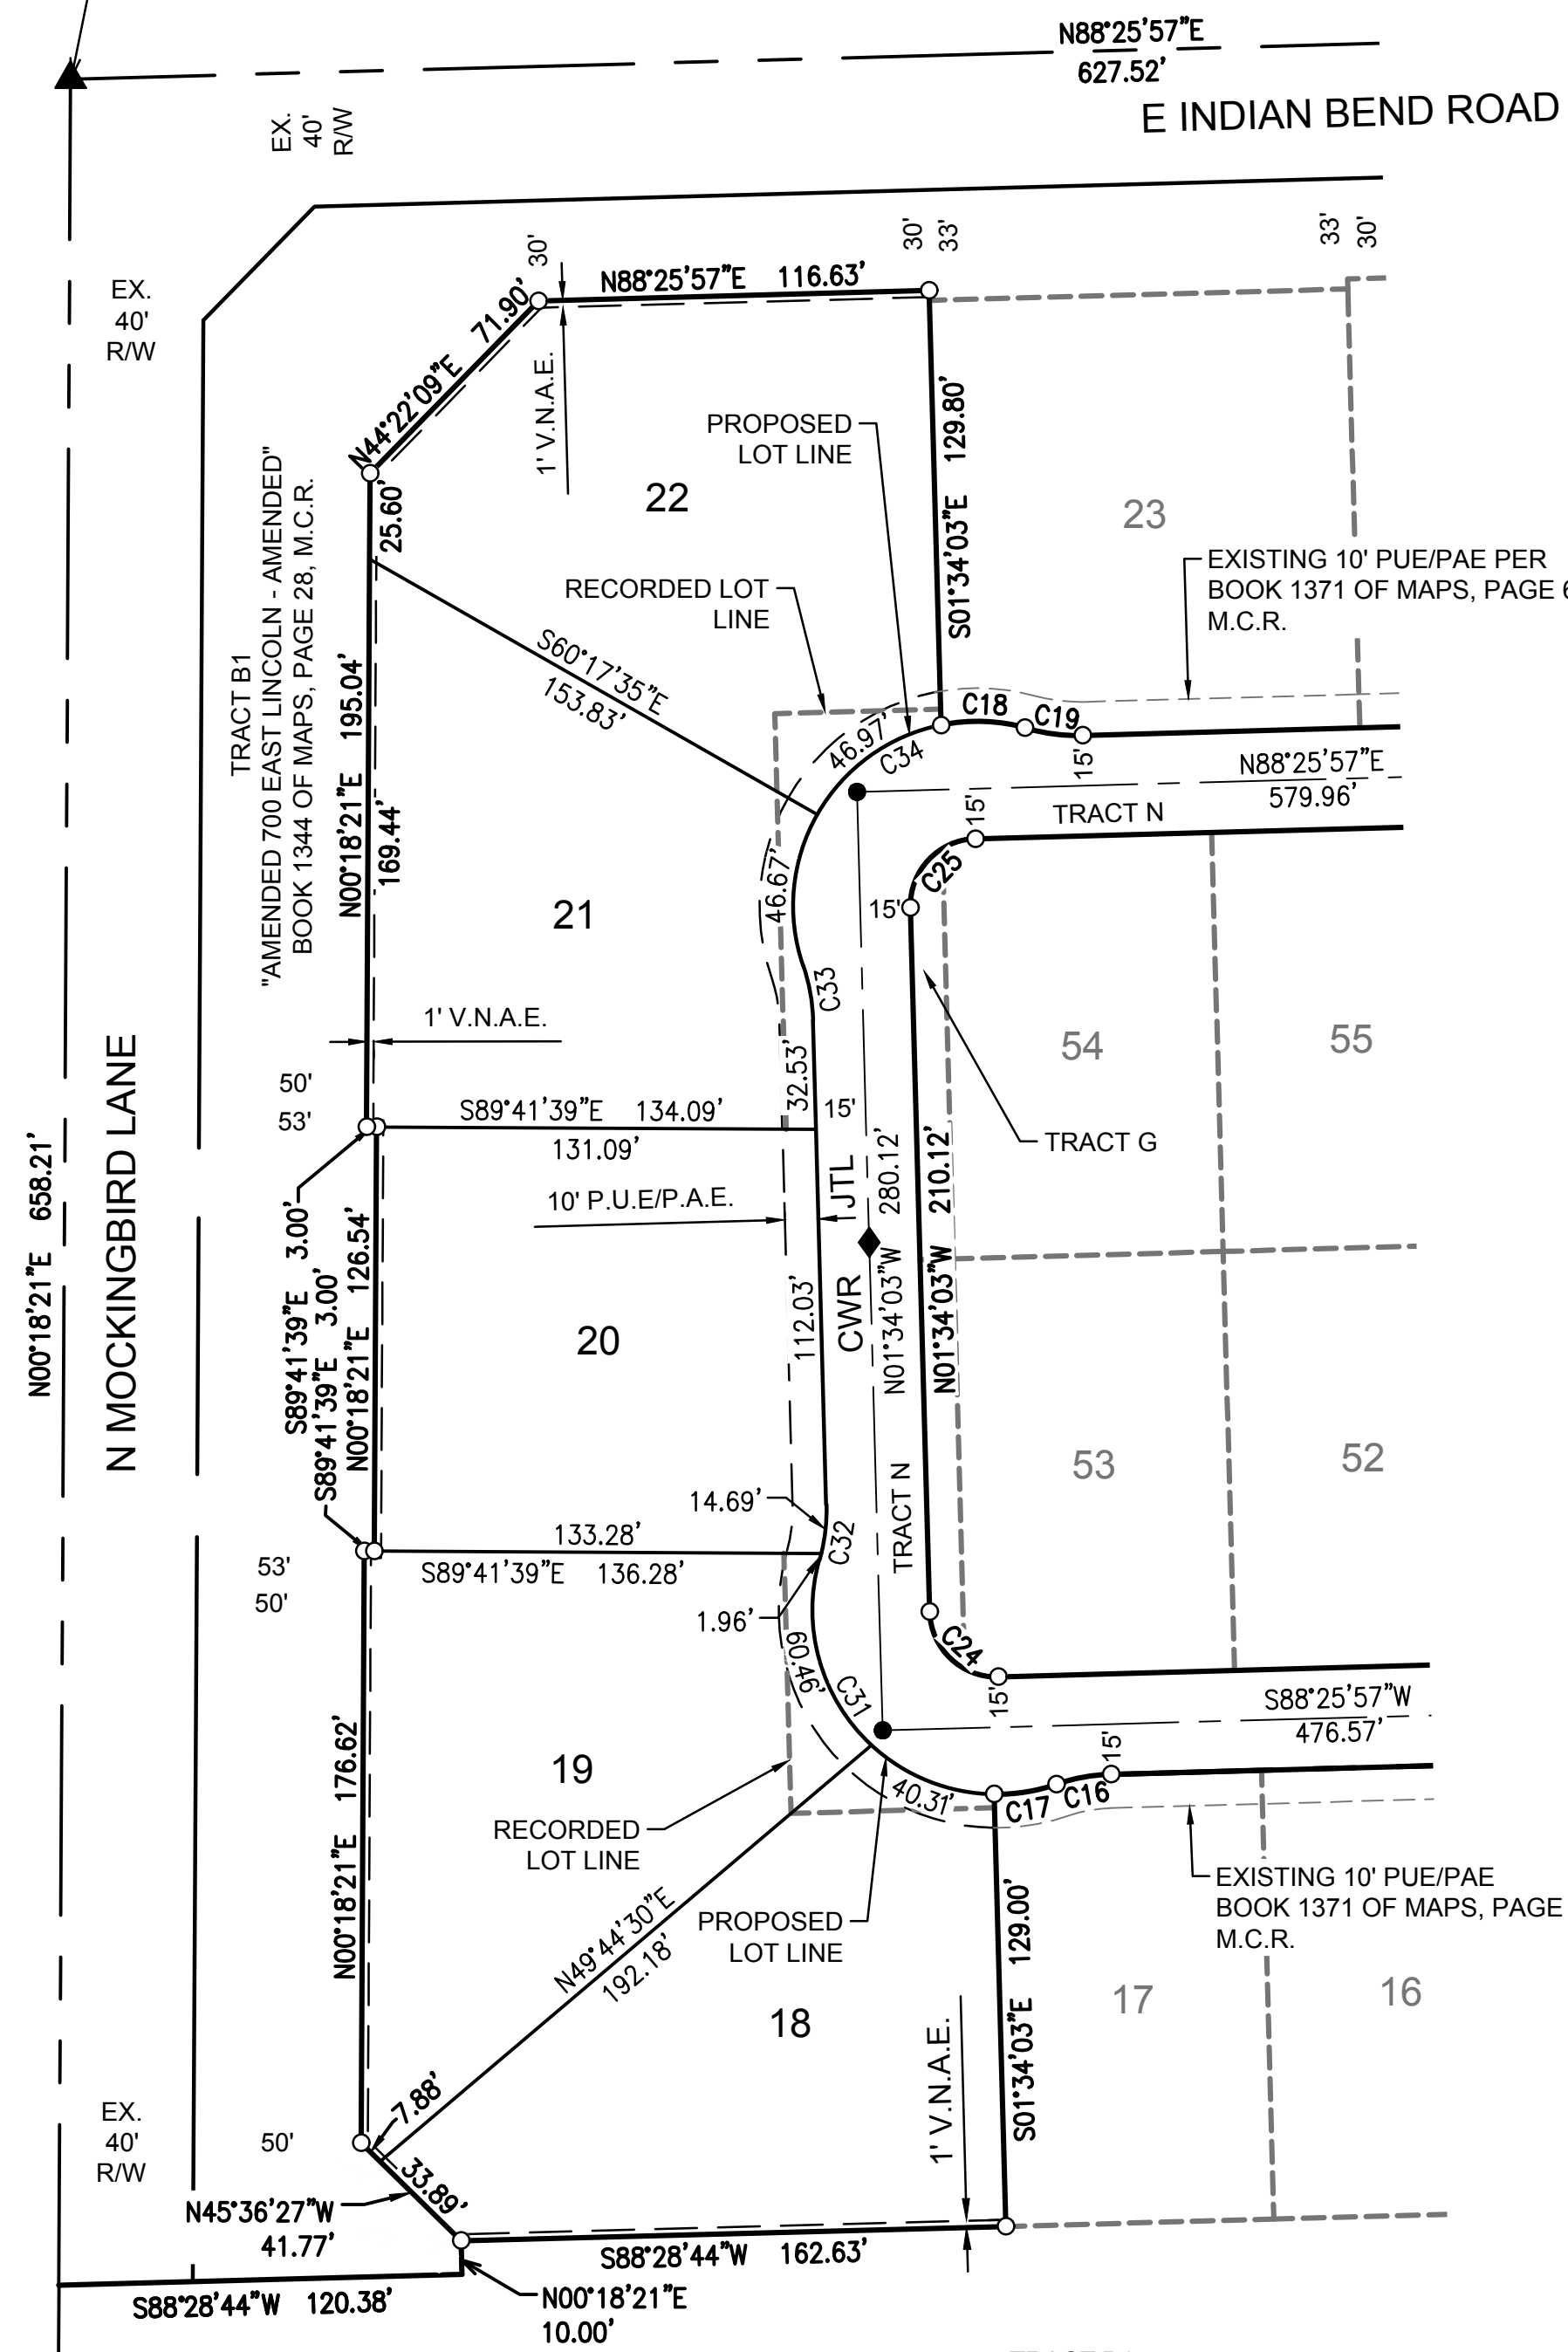 N88°25'57"E
627.52'
E INDIAN BEND ROAD
EX.
40'
R/W
EX.
40'
R/W
30'
30'
33'
33'
30'
N88°25'57"E 116.63'
N44°22'09"E 71.90'
1' V.N.A.E.
25.60'
22
PROPOSED
LOT LINE
129.80'
S01°34'03"E
23
EXISTING 10' PUE/PAE PER
BOOK 1371 OF MAPS, PAGE
M.C.R.
RECORDED LOT
LINE
S60°17'35"E
153.83'
TRACT B1
"AMENDED 700 EAST LINCOLN - AMENDED"
BOOK 1344 OF MAPS, PAGE 28, M.C.R.
N00°18'21"E 195.04'
169.44'
46.97'
C34
C18
C19
15'
N88°25'57"E
579.96'
TRACT N
15'
C25
15'
46.67'
21
C33
32.53'
1' V.N.A.E.
54
55
50'
53'
S89°41'39"E 134.09'
131.09'
15'
TRACT G
10' P.U.E/P.A.E.
JTL
CWR
280.12'
N01°34'03"W
210.12'
N01°34'03"W
N MOCKINGBIRD LANE
N00°18'21"E 658.21'
S89°41'39"E 3.00'
S89°41'39"E 3.00'
N00°18'21"E 126.54'
20
112.03'
53
52
TRACT N
14.69'
C32
133.28'
S89°41'39"E 136.28'
53'
50'
1.96'
60.46'
C31
C24
15'
S88°25'57"W
476.57'
15'
19
176.62'
N00°18'21"E
RECORDED
LOT LINE
40.31'
C17
C16
EXISTING 10' PUE/PAE
BOOK 1371 OF MAPS, PAGE
M.C.R.
PROPOSED
LOT LINE
N49°44'30"E
192.18'
129.00'
S01°34'03"E
17
16
18
1' V.N.A.E.
EX.
40'
R/W
50'
7.88'
33.89'
N45°36'27"W
41.77'
S88°28'44"W 162.63'
N00°18'21"E
10.00'
S88°28'44"W 120.38'